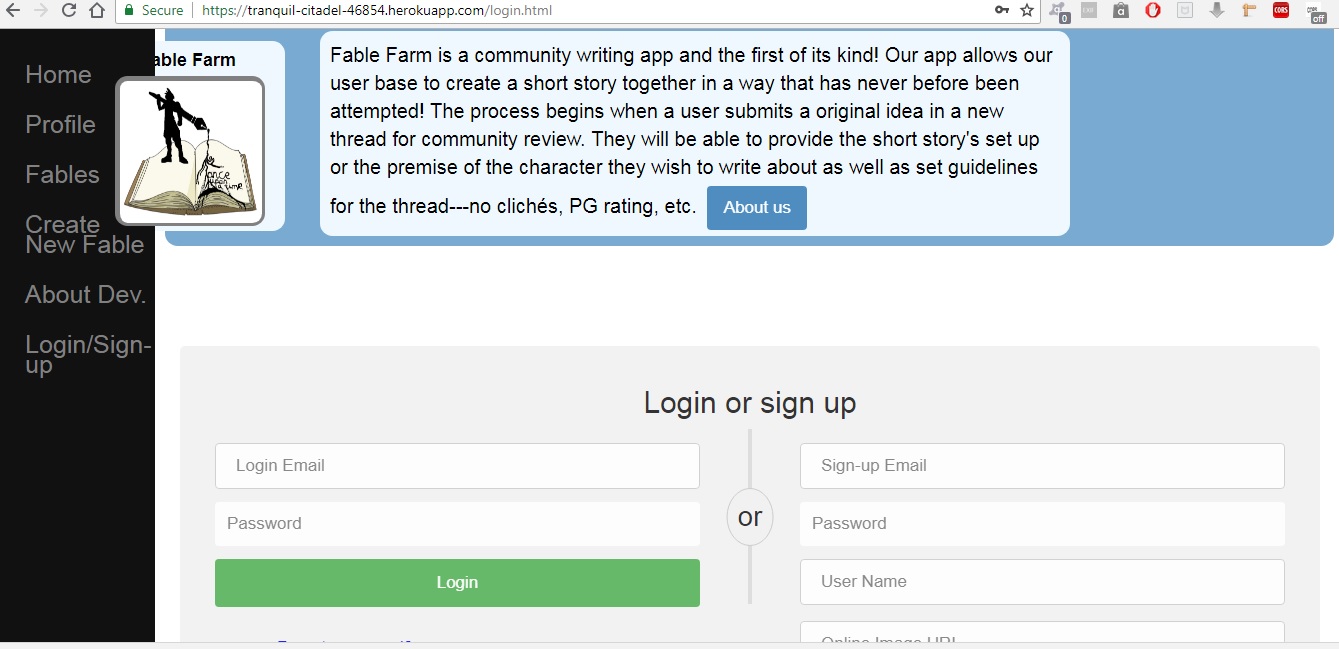 Secure https://tranquil-citadel-46854.herokuapp.com/login.html
0
a
CORS
off
Home
Profile
Fables
Create
New Fable
About Dev.
Login/Sign-
up
able Farm
Fable Farm is a community writing app and the first of its kind! Our app allows our
user base to create a short story together in a way that has never before been
attempted! The process begins when a user submits a original idea in a new
thread for community review. They will be able to provide the short story's set up
or the premise of the character they wish to write about as well as set guidelines
for the thread---no clichés, PG rating, etc. About us
Login or sign up
Login Email
Password
Login
or
Sign-up Email
Password
User Name
Online Image URL